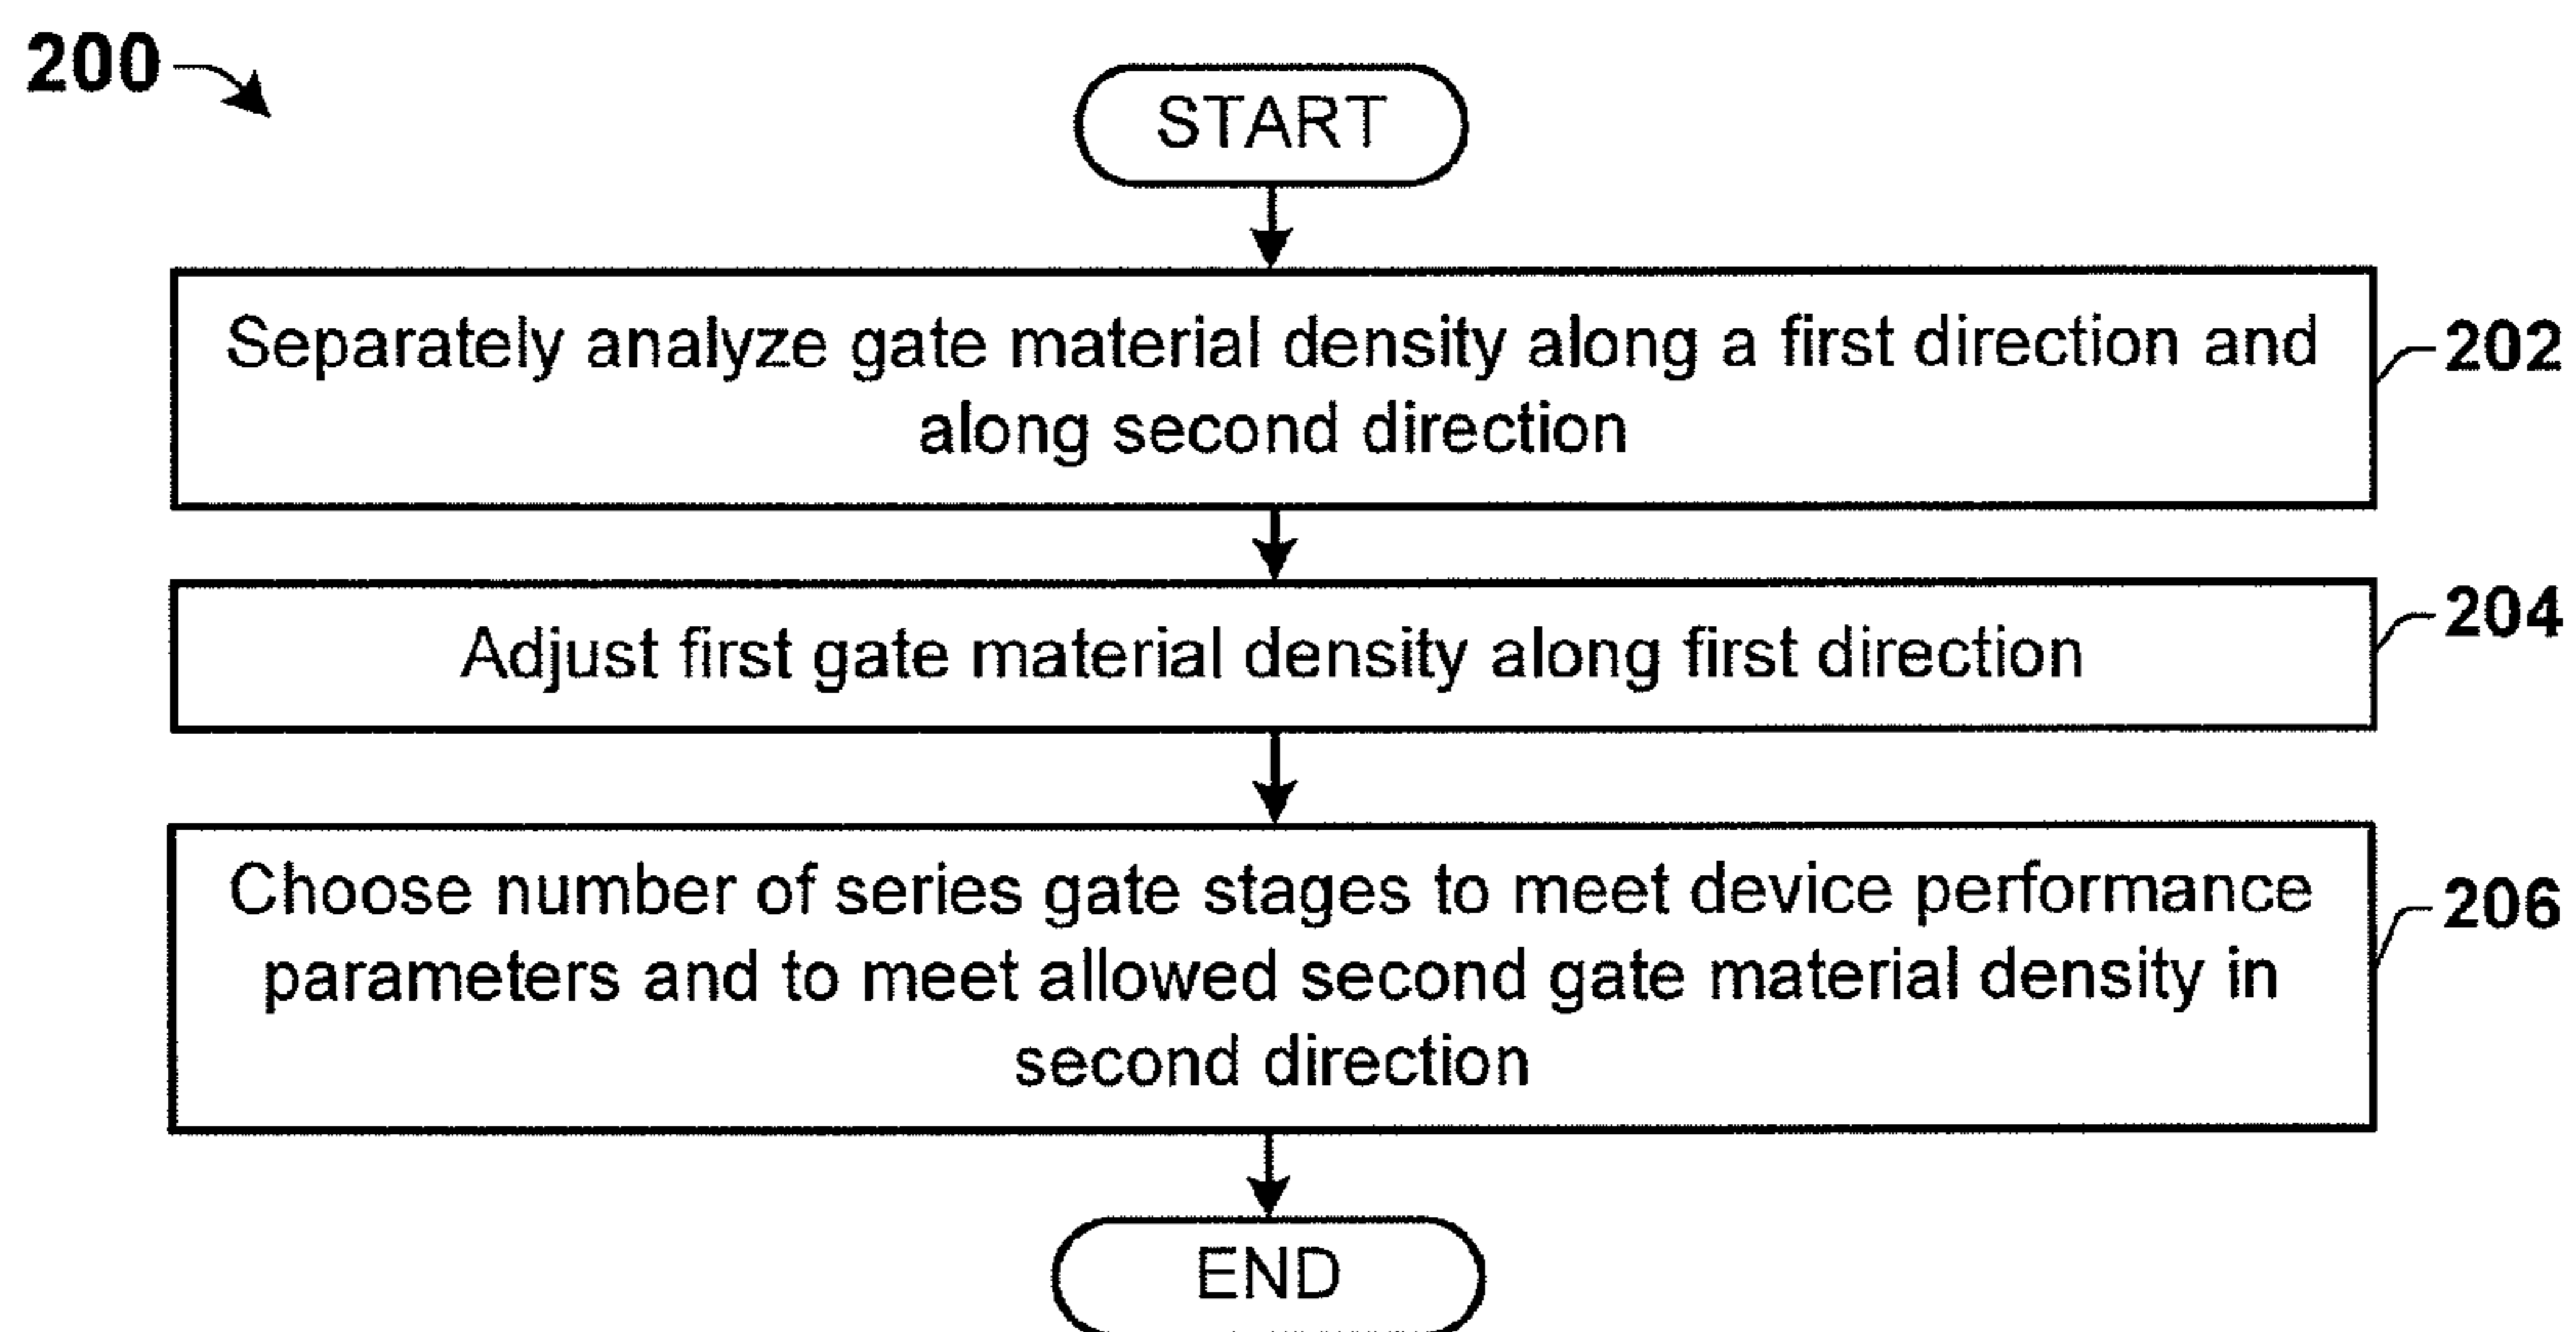 200
START
Separately analyze gate material density along a first direction and
along second direction
202
Adjust first gate material density along first direction
204
Choose number of series gate stages to meet device performance
parameters and to meet allowed second gate material density in
second direction
206
END